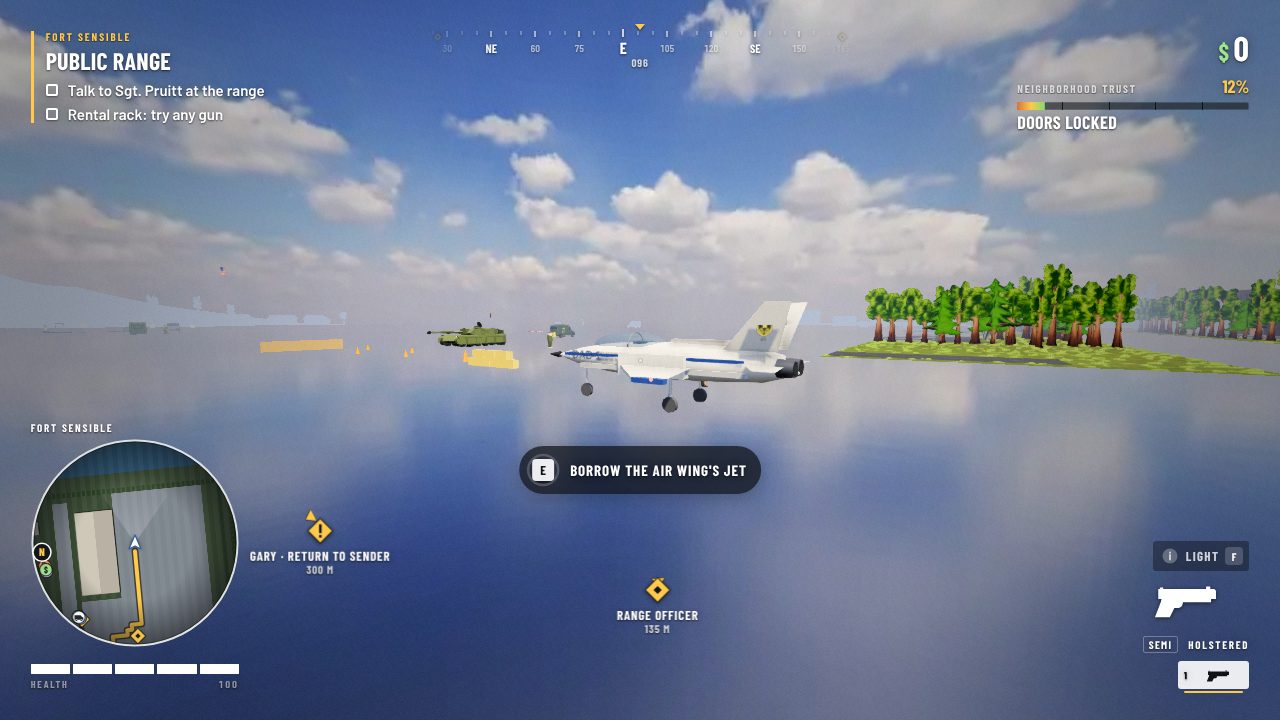 FORT SENSIBLE
PUBLIC RANGE
Talk to Sgt. Pruitt at the range
Rental rack: try any gun
30 NE 60 75 E 105 120 SE 150
096
$0
NEIGHBORHOOD TRUST 12%
DOORS LOCKED
E BORROW THE AIR WING'S JET
FORT SENSIBLE
N
$
HEALTH 100
GARY · RETURN TO SENDER
300 M
RANGE OFFICER
135 M
i LIGHT F
SEMI HOLSTERED
1